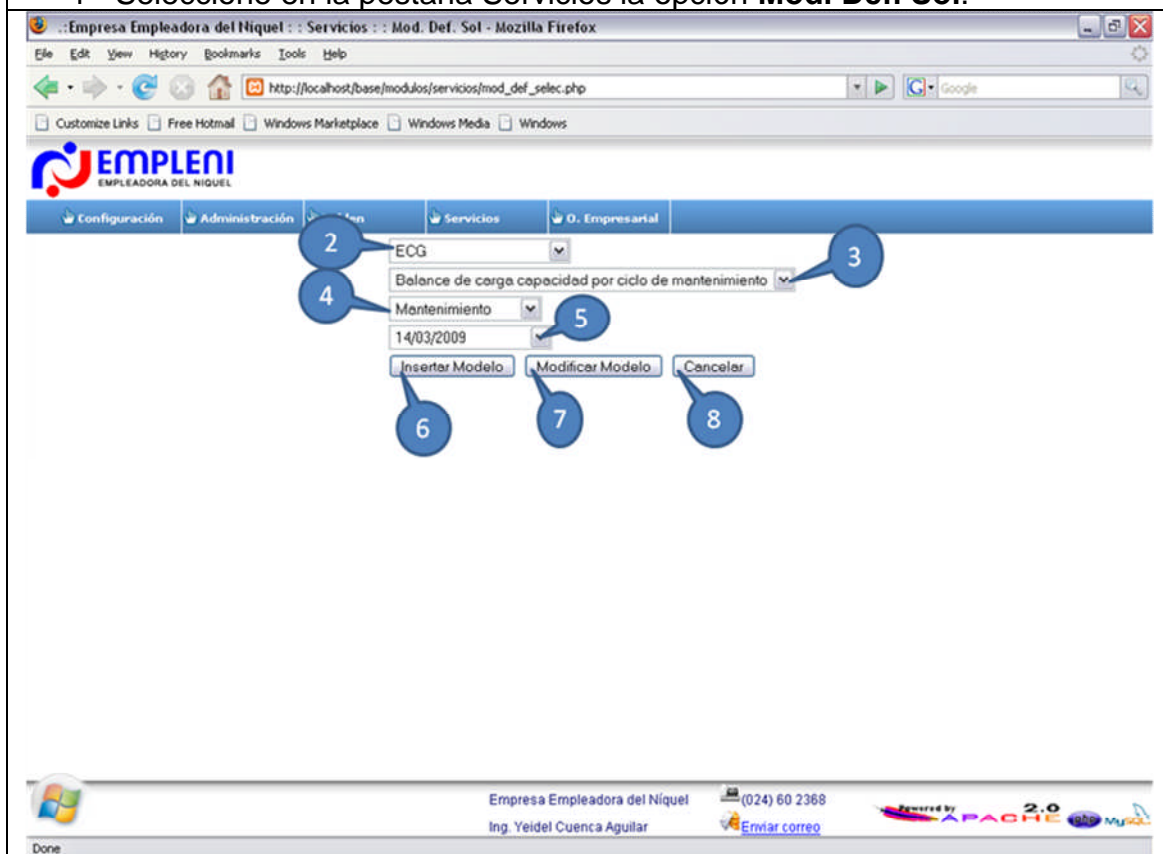 1 Seleccione en la pestaña Servicios la opción Mod. Def. Sol.
.:Empresa Empleadora del Níquel : : Servicios : : Mod. Def. Sol - Mozilla Firefox
File Edit View History Bookmarks Tools Help
http://localhost/base/modulos/servicios/mod_def_selec.php
Google
Customize Links Free Hotmail Windows Marketplace Windows Media Windows
EMPLENI
EMPLEADORA DEL NIQUEL
Configuración Administración Servicios O. Empresarial
2 ECG
Balance de carga capacidad por ciclo de mantenimiento 3
4 Mantenimiento
14/03/2009 5
Insertar Modelo Modificar Modelo Cancelar
6 7 8
Empresa Empleadora del Níquel (024) 60 2368
Ing. Yeidel Cuenca Aguilar Enviar correo
Powered by APACHE 2.0 php MySQL
Done